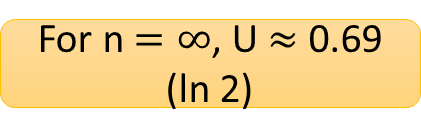 For n = ∞, U ≈ 0.69
(ln 2)